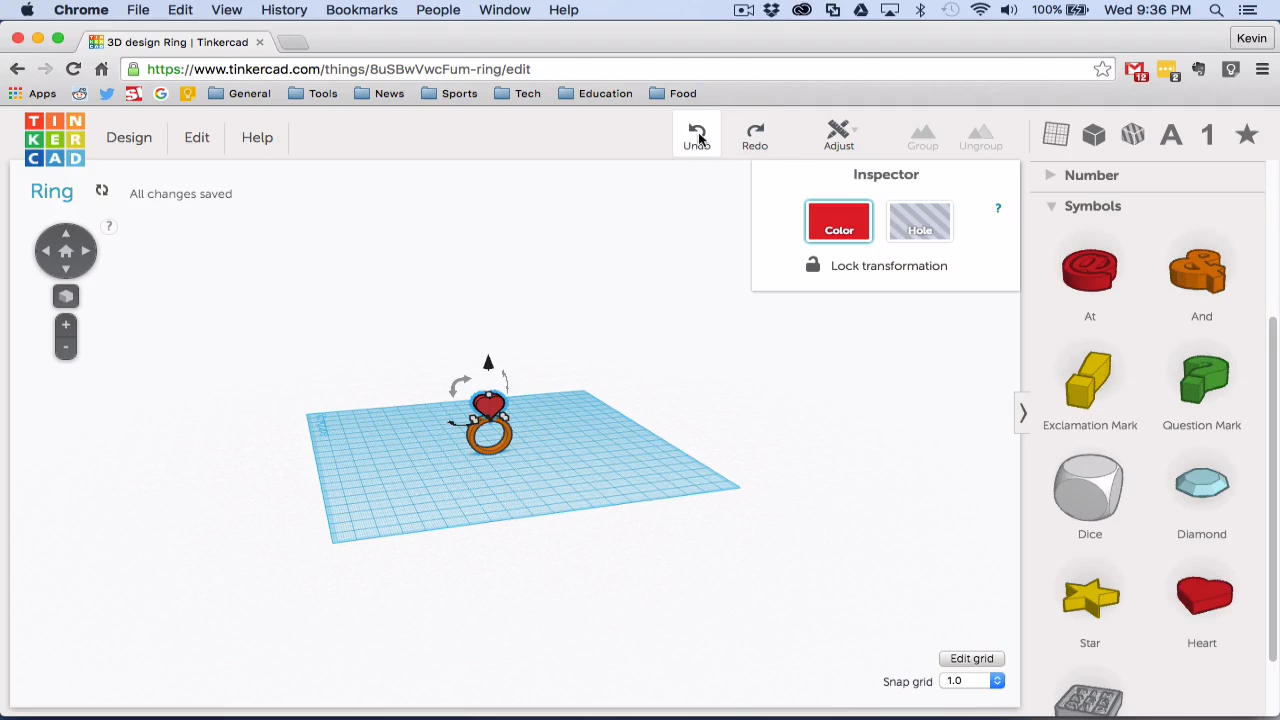 Chrome File Edit View History Bookmarks People Window Help 100% Wed 9:36 PM
3D design Ring | Tinkercad Kevin
https://www.tinkercad.com/things/8uSBwVwcFum-ring/edit 12 2
Apps General Tools News Sports Tech Education Food
TIN
KER
CAD
Design Edit Help Undo Redo Adjust Group Ungroup
Ring All changes saved
?
+
-
Inspector
Color Hole ?
Lock transformation
Number
Symbols
At And
Exclamation Mark Question Mark
Dice Diamond
Star Heart
Edit grid
Snap grid 1.0